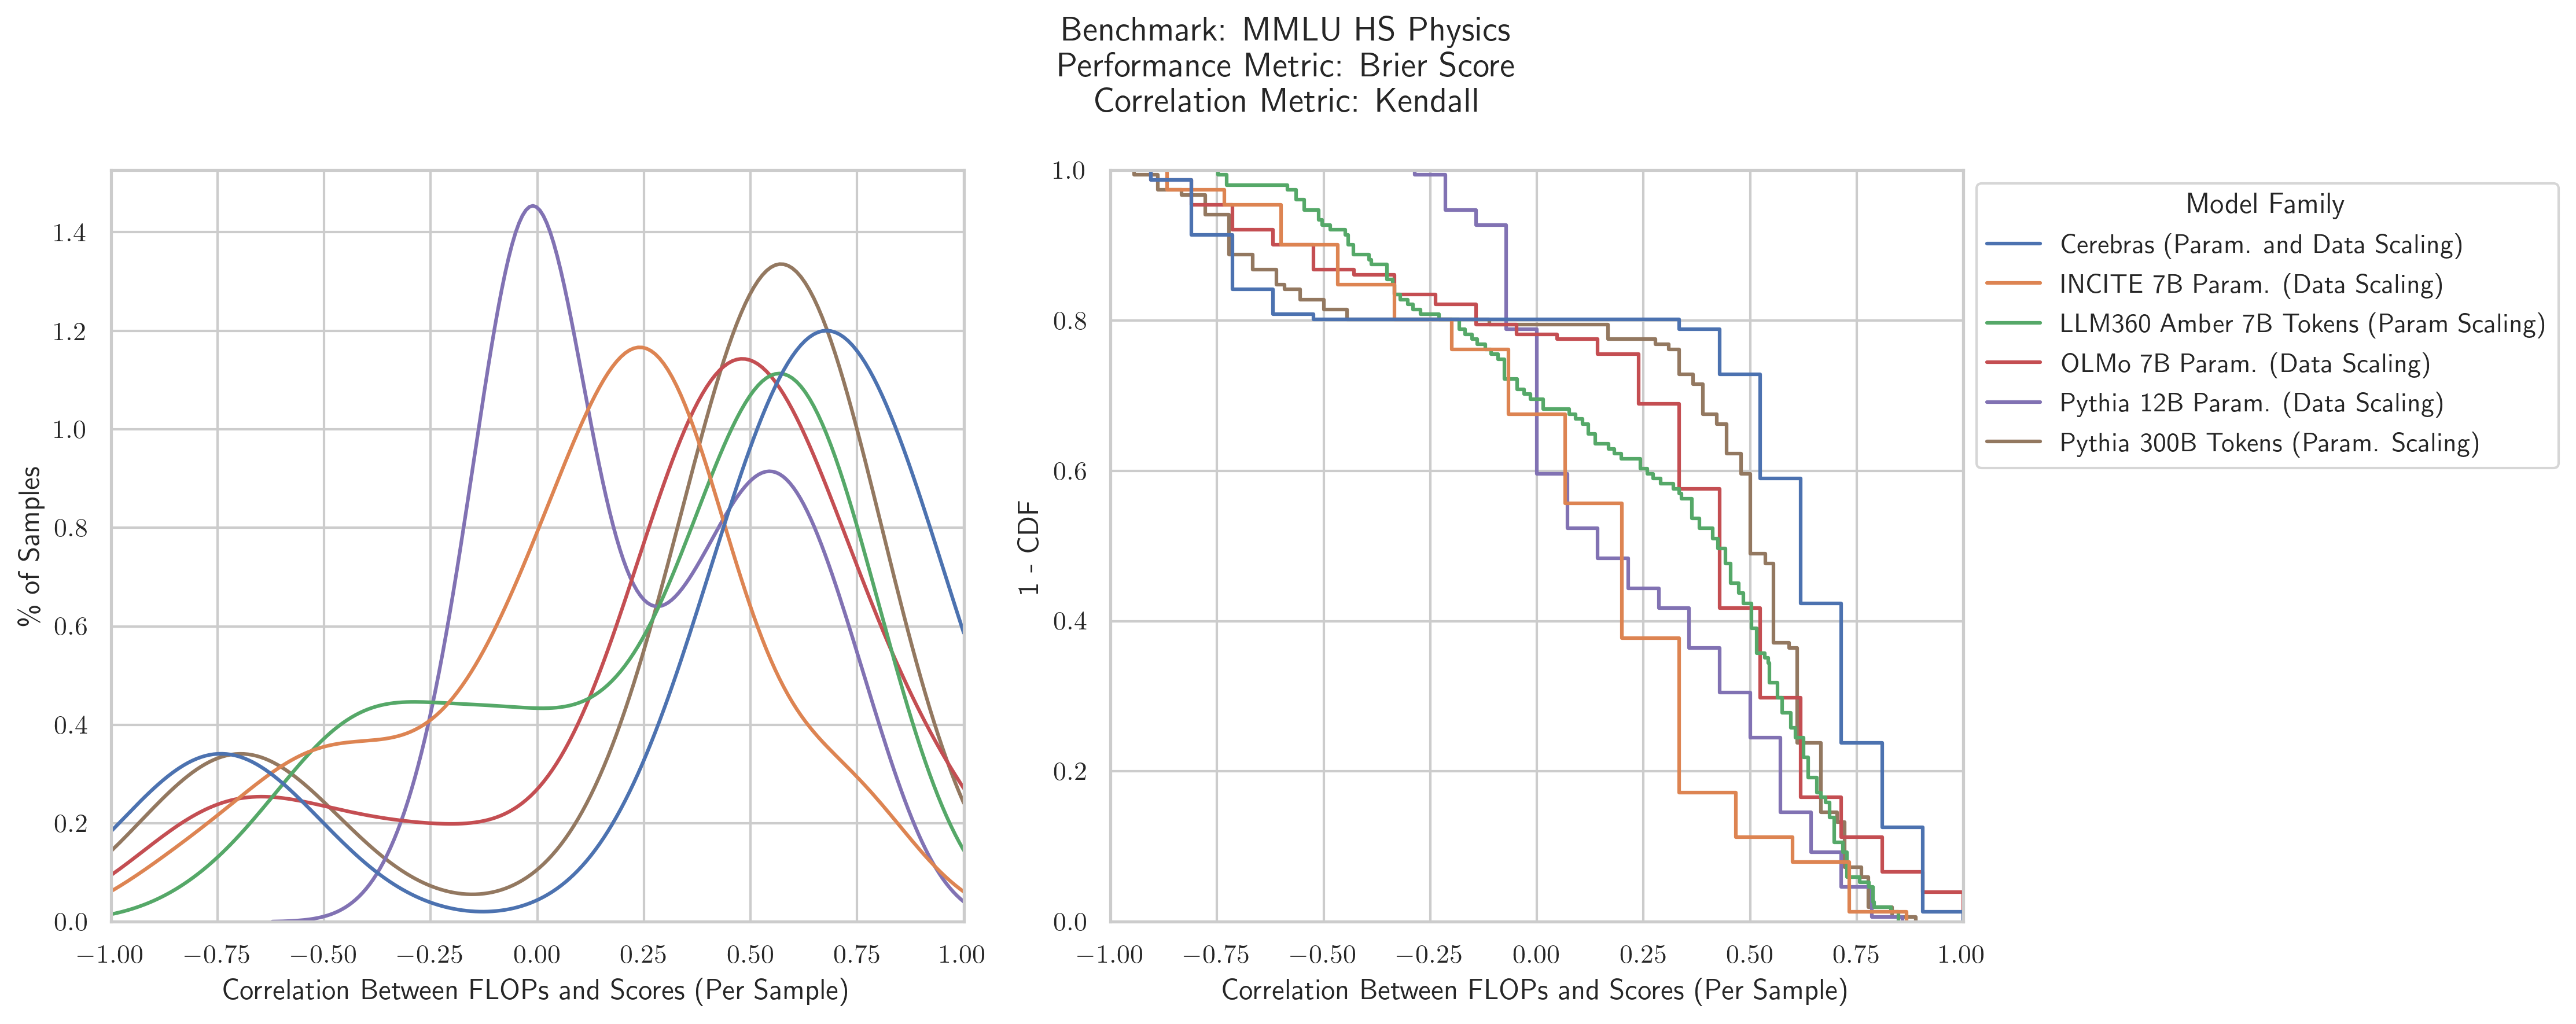 Benchmark: MMLU HS Physics
Performance Metric: Brier Score
Correlation Metric: Kendall
% of Samples
1.4
1.2
1.0
0.8
0.6
0.4
0.2
0.0
−1.00 −0.75 −0.50 −0.25 0.00 0.25 0.50 0.75 1.00
Correlation Between FLOPs and Scores (Per Sample)
1 - CDF
1.0
0.8
0.6
0.4
0.2
0.0
−1.00 −0.75 −0.50 −0.25 0.00 0.25 0.50 0.75 1.00
Correlation Between FLOPs and Scores (Per Sample)
Model Family
Cerebras (Param. and Data Scaling)
INCITE 7B Param. (Data Scaling)
LLM360 Amber 7B Tokens (Param Scaling)
OLMo 7B Param. (Data Scaling)
Pythia 12B Param. (Data Scaling)
Pythia 300B Tokens (Param. Scaling)